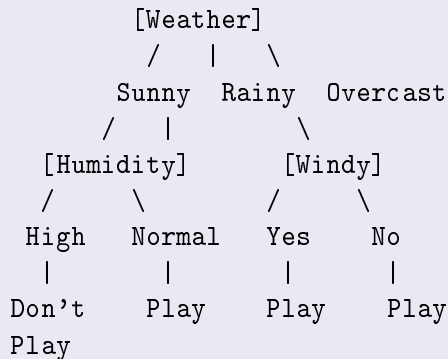 [Weather]
/ | \
Sunny Rainy Overcast
/ | \
[Humidity] [Windy]
/ \ / \
High Normal Yes No
| | | |
Don't Play Play Play
Play